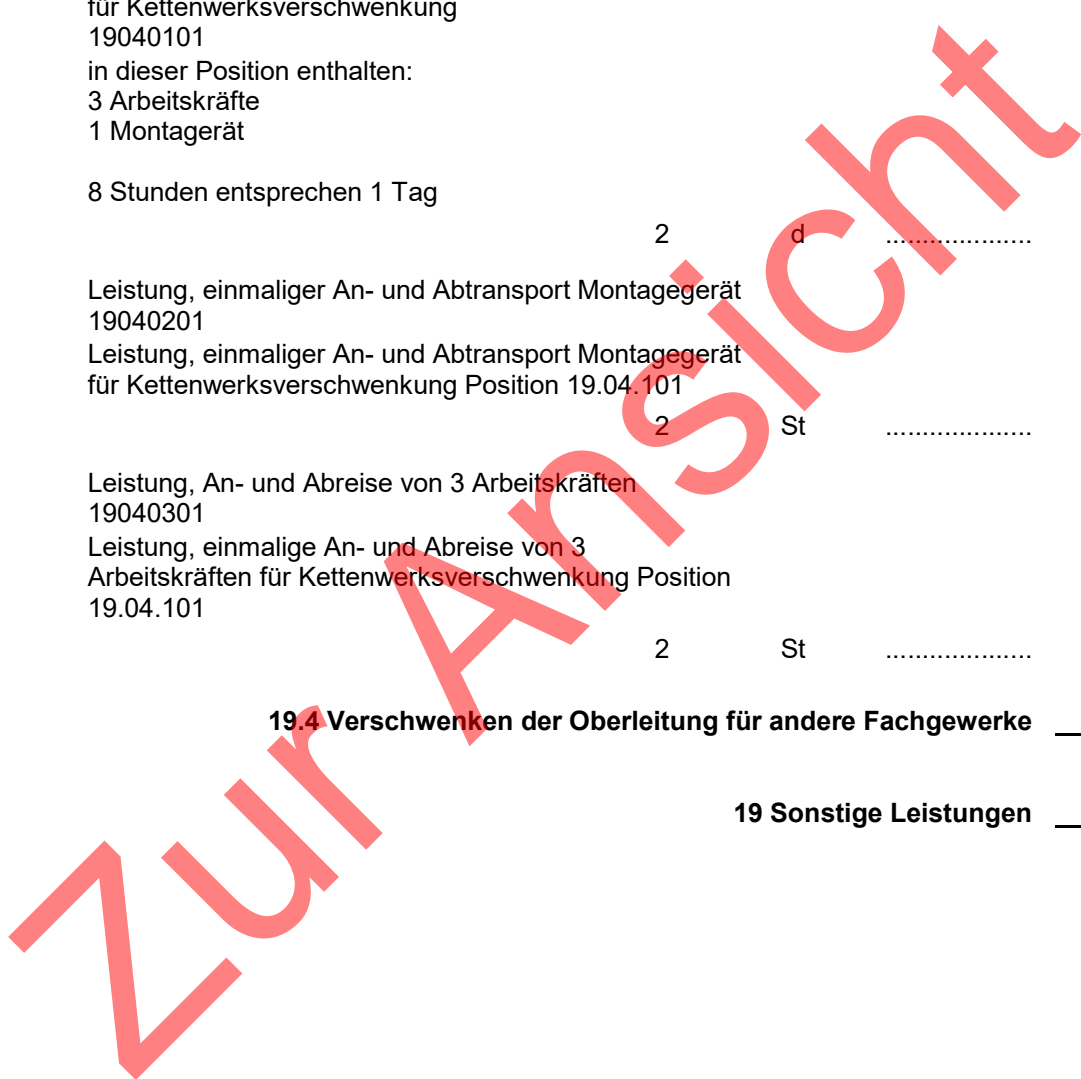 für Kettenwerksverschwenkung
19040101
in dieser Position enthalten:
3 Arbeitskräfte
1 Montagerät
8 Stunden entsprechen 1 Tag
2 d ....................
Leistung, einmaliger An- und Abtransport Montagegerät
19040201
Leistung, einmaliger An- und Abtransport Montagegerät
für Kettenwerksverschwenkung Position 19.04.101
2 St ....................
Leistung, An- und Abreise von 3 Arbeitskräften
19040301
Leistung, einmalige An- und Abreise von 3
Arbeitskräften für Kettenwerksverschwenkung Position
19.04.101
2 St ....................
19.4 Verschwenken der Oberleitung für andere Fachgewerke
19 Sonstige Leistungen
Zur Ansicht